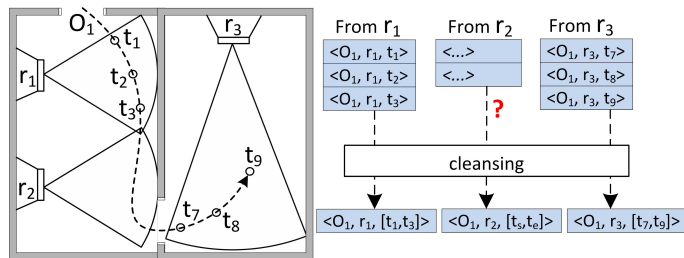 O₁
t₁
t₂
t₃
r₁
r₂
r₃
t₉
t₇
t₈
From r₁
<O₁, r₁, t₁>
<O₁, r₁, t₂>
<O₁, r₁, t₃>
From r₂
<...>
<...>
?
From r₃
<O₁, r₃, t₇>
<O₁, r₃, t₈>
<O₁, r₃, t₉>
cleansing
<O₁, r₁, [t₁,t₃]>
<O₁, r₂, [tₛ,tₑ]>
<O₁, r₃, [t₇,t₉]>